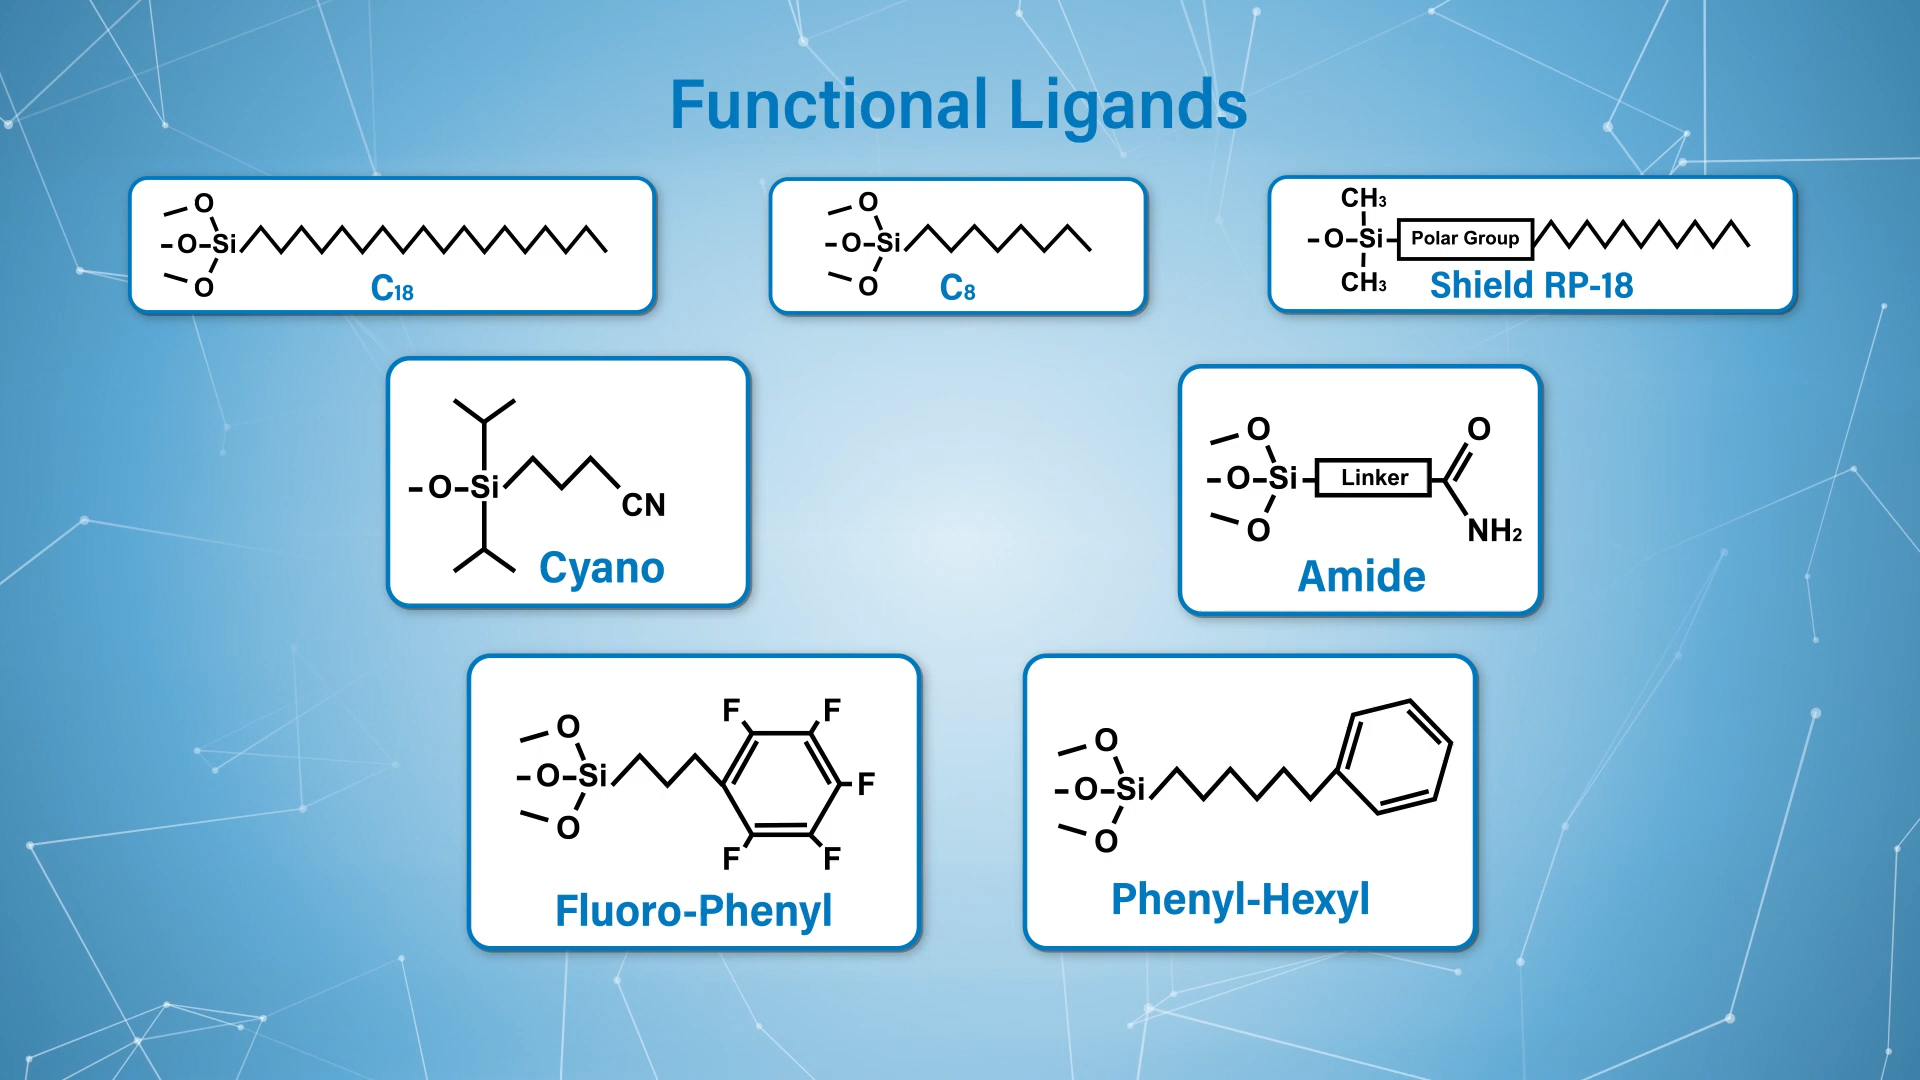 Functional Ligands
O
-O-Si
O
C18
O
-O-Si
O
C8
CH3
-O-Si-Polar Group
CH3
Shield RP-18
-O-Si
CN
Cyano
O
O
-O-Si-Linker
O
NH2
Amide
F F
O
-O-Si
F
O
F F
Fluoro-Phenyl
O
-O-Si
O
Phenyl-Hexyl